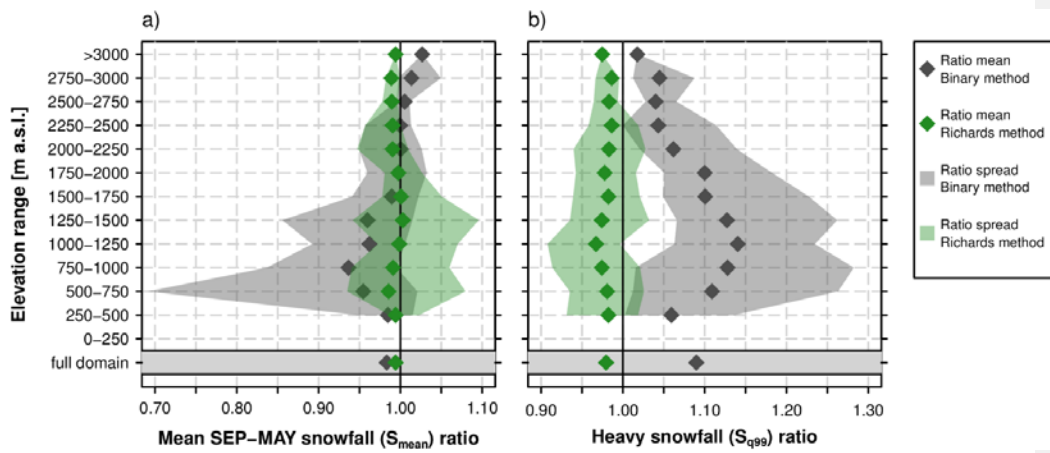 a)
b)
Elevation range [m a.s.l.]
>3000
2750−3000
2500−2750
2250−2500
2000−2250
1750−2000
1500−1750
1250−1500
1000−1250
750−1000
500−750
250−500
0−250
full domain
0.70 0.90 1.00 1.10
Mean SEP−MAY snowfall (Smean) ratio
0.90 1.00 1.10 1.20 1.30
Heavy snowfall (Sq99) ratio
Ratio mean
Binary method
Ratio mean
Richards method
Ratio spread
Binary method
Ratio spread
Richards method